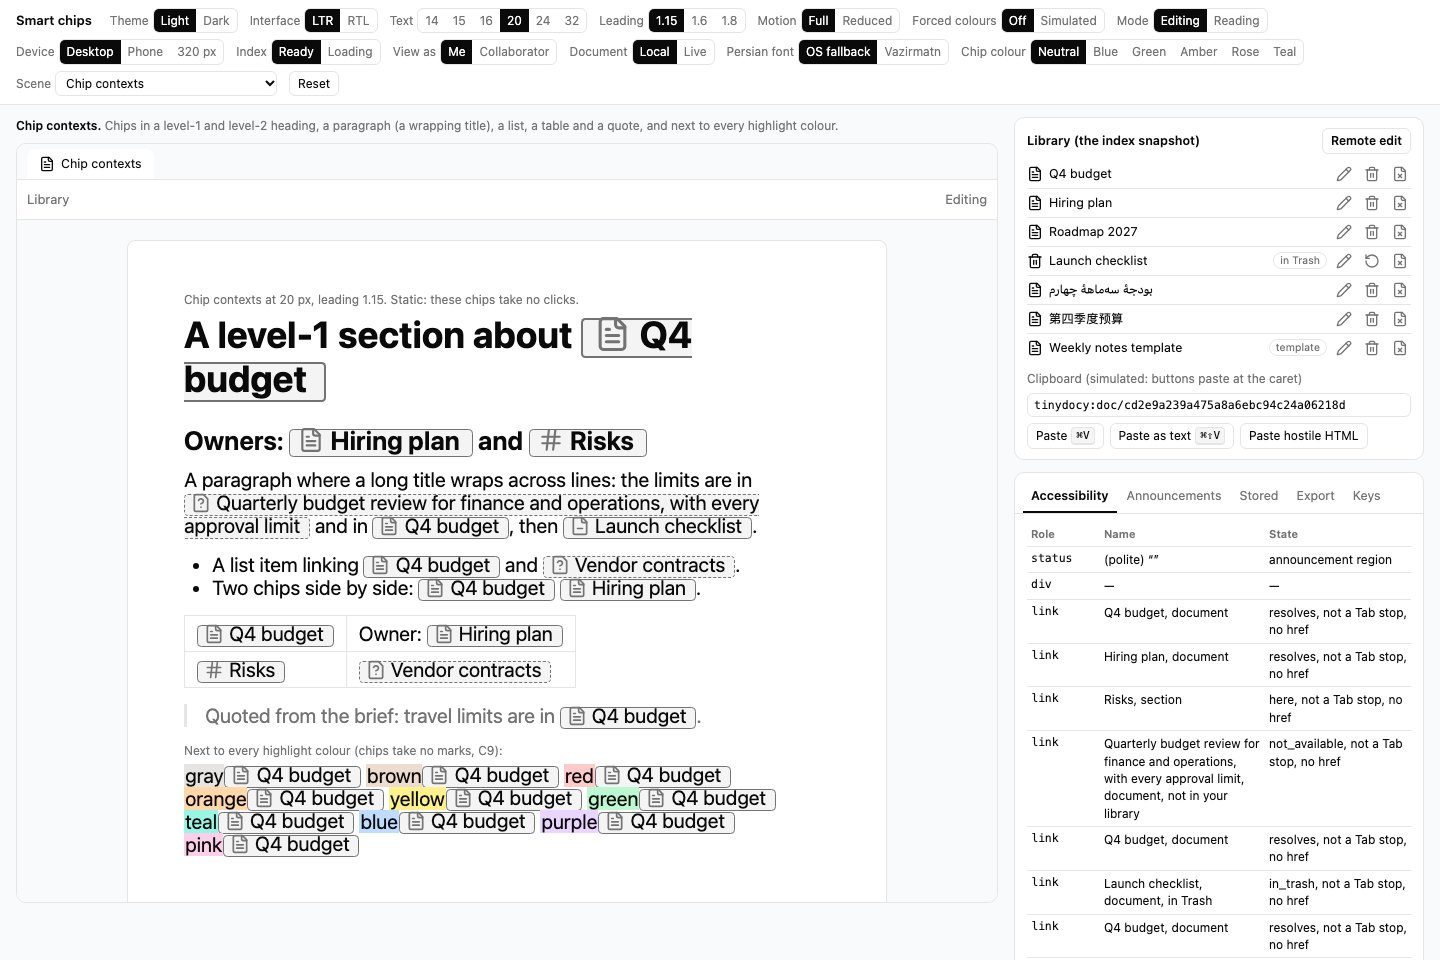 Smart chips Theme Light Dark Interface LTR RTL Text 14 15 16 20 24 32 Leading 1.15 1.6 1.8 Motion Full Reduced Forced colours Off Simulated Mode Editing Reading
Device Desktop Phone 320 px Index Ready Loading View as Me Collaborator Document Local Live Persian font OS fallback Vazirmatn Chip colour Neutral Blue Green Amber Rose Teal
Scene Chip contexts Reset
Chip contexts. Chips in a level-1 and level-2 heading, a paragraph (a wrapping title), a list, a table and a quote, and next to every highlight colour.
Chip contexts
Library Editing
Chip contexts at 20 px, leading 1.15. Static: these chips take no clicks.
A level-1 section about Q4
budget
Owners: Hiring plan and # Risks
A paragraph where a long title wraps across lines: the limits are in
Quarterly budget review for finance and operations, with every
approval limit and in Q4 budget, then Launch checklist.
• A list item linking Q4 budget and Vendor contracts.
• Two chips side by side: Q4 budget Hiring plan.
Q4 budget Owner: Hiring plan
# Risks Vendor contracts
Quoted from the brief: travel limits are in Q4 budget.
Next to every highlight colour (chips take no marks, C9):
gray Q4 budget brown Q4 budget red Q4 budget
orange Q4 budget yellow Q4 budget green Q4 budget
teal Q4 budget blue Q4 budget purple Q4 budget
pink Q4 budget
Library (the index snapshot) Remote edit
Q4 budget
Hiring plan
Roadmap 2027
Launch checklist in Trash
بودجهٔ سه‌ماههٔ چهارم
第四季度预算
Weekly notes template template
Clipboard (simulated: buttons paste at the caret)
tinydocy:doc/cd2e9a239a475a8a6ebc94c24a06218d
Paste ⌘V Paste as text ⌘⇧V Paste hostile HTML
Accessibility Announcements Stored Export Keys
Role Name State
status (polite) “” announcement region
div — —
link Q4 budget, document resolves, not a Tab stop,
no href
link Hiring plan, document resolves, not a Tab stop,
no href
link Risks, section here, not a Tab stop, no
href
link Quarterly budget review for not_available, not a Tab
finance and operations, stop, no href
with every approval limit,
document, not in your
library
link Q4 budget, document resolves, not a Tab stop,
no href
link Launch checklist, in_trash, not a Tab stop,
document, in Trash no href
link Q4 budget, document resolves, not a Tab stop,
no href